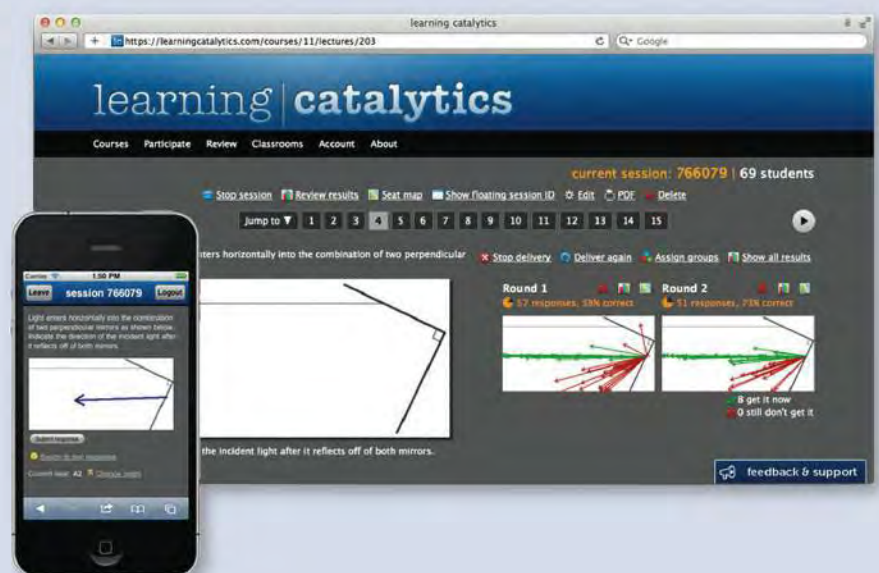 learning catalytics
https://learningcatalytics.com/courses/11/lectures/203
Google
learning | catalytics
Courses Participate Review Classrooms Account About
current session: 766079 | 69 students
Stop session Review results Seat map Show floating session ID Edit PDF Delete
Jump to ▼ 1 2 3 4 5 6 7 8 9 10 11 12 13 14 15
ters horizontally into the combination of two perpendicular
Stop delivery Deliver again Assign groups Show all results
Round 1
57 responses, 53% correct
Round 2
51 responses, 73% correct
8 get it now
0 still don't get it
the incident light after it reflects off of both mirrors.
feedback & support
Carrier 1:50 PM
Leave session 766079 Logout
Light enters horizontally into the combination
of two perpendicular mirrors as shown below.
Indicate the direction of the incident light after
it reflects off of both mirrors.
Submit response
Current seat: A2